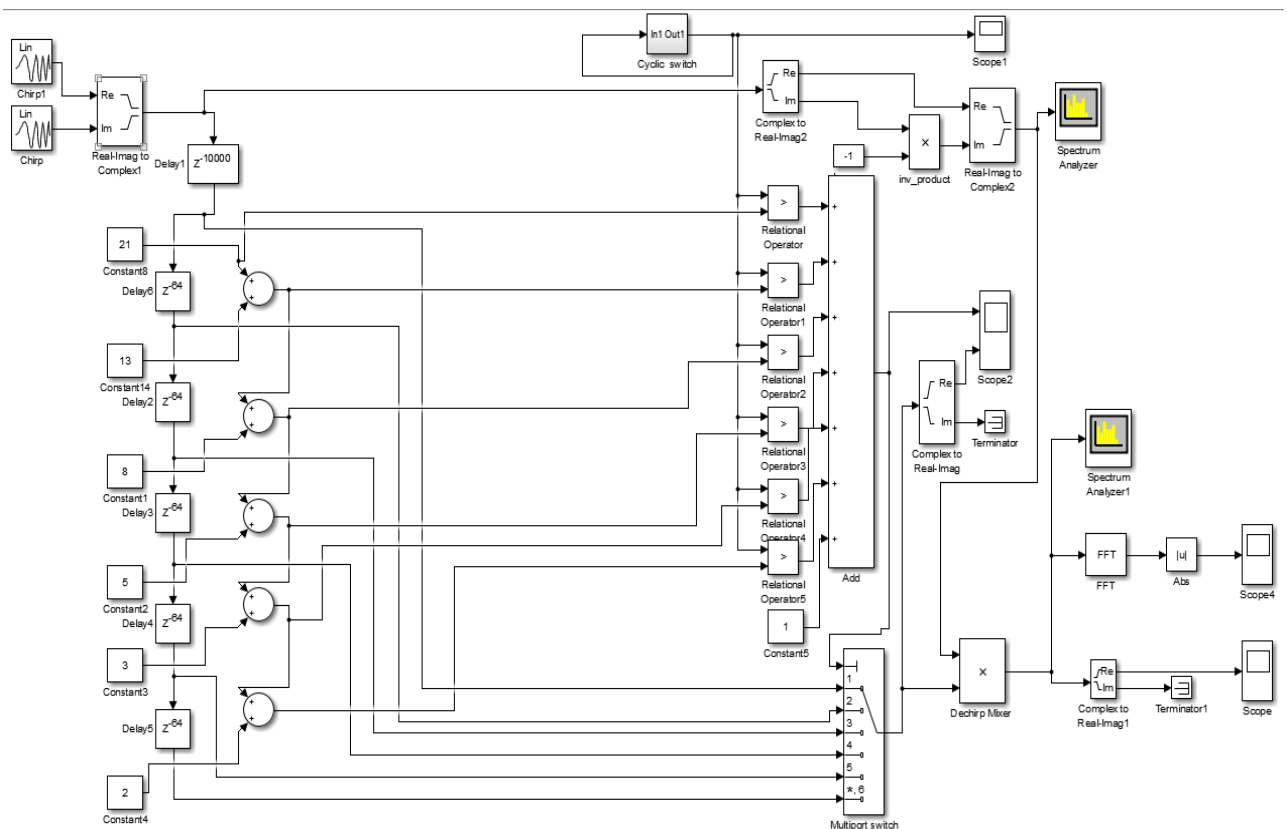 Lin
Chirp1
Lin
Chirp
Re
Im
Real-Imag to
Complex1
Delay1
Z-10000
In1 Out1
Cyclic switch
Scope1
Re
Im
Complex to
Real-Imag2
-1
×
inv_product
Re
Im
Real-Imag to
Complex2
Spectrum
Analyzer
21
Constant8
Delay6
Z-64
+
+
13
Constant14
Delay2
Z-64
+
+
8
Constant1
Delay3
Z-64
+
+
5
Constant2
Delay4
Z-64
+
+
3
Constant3
Delay5
Z-64
+
+
2
Constant4
>
Relational
Operator
>
Relational
Operator1
>
Relational
Operator2
>
Relational
Operator3
>
Relational
Operator4
>
Relational
Operator5
+
+
+
+
+
+
+
Add
1
Constant5
1
2
3
4
5
*, 6
Multiport switch
Scope2
Re
Im
Complex to
Real-Imag
Terminator
Spectrum
Analyzer1
FFT
FFT
|u|
Abs
Scope4
×
Dechirp Mixer
Re
Im
Complex to
Real-Imag1
Terminator1
Scope